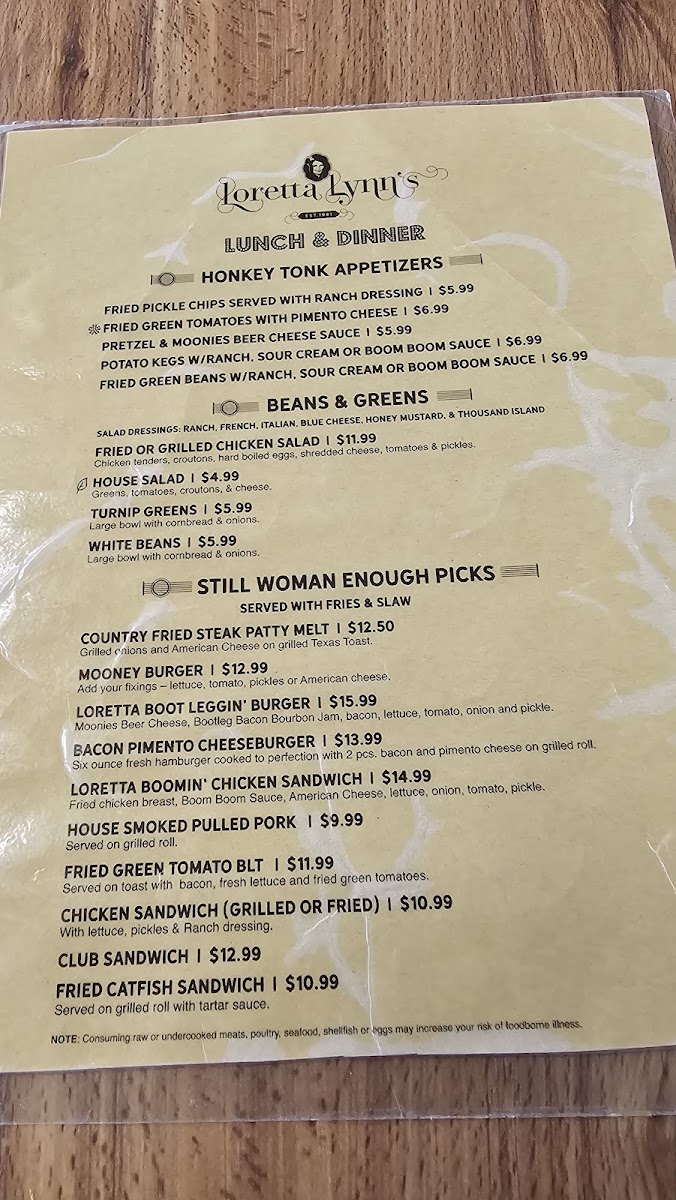 Loretta Lynn's
EST.1981
LUNCH & DINNER
HONKEY TONK APPETIZERS
FRIED PICKLE CHIPS SERVED WITH RANCH DRESSING | $5.99
FRIED GREEN TOMATOES WITH PIMENTO CHEESE | $6.99
PRETZEL & MOONIES BEER CHEESE SAUCE | $5.99
POTATO KEGS W/RANCH, SOUR CREAM OR BOOM BOOM SAUCE | $6.99
FRIED GREEN BEANS W/RANCH, SOUR CREAM OR BOOM BOOM SAUCE | $6.99
BEANS & GREENS
SALAD DRESSINGS: RANCH, FRENCH, ITALIAN, BLUE CHEESE, HONEY MUSTARD, & THOUSAND ISLAND
FRIED OR GRILLED CHICKEN SALAD | $11.99
Chicken tenders, croutons, hard boiled eggs, shredded cheese, tomatoes & pickles.
HOUSE SALAD | $4.99
Greens, tomatoes, croutons, & cheese.
TURNIP GREENS | $5.99
Large bowl with cornbread & onions.
WHITE BEANS | $5.99
Large bowl with cornbread & onions.
STILL WOMAN ENOUGH PICKS
SERVED WITH FRIES & SLAW
COUNTRY FRIED STEAK PATTY MELT | $12.50
Grilled onions and American Cheese on grilled Texas Toast.
MOONEY BURGER | $12.99
Add your fixings – lettuce, tomato, pickles or American cheese.
LORETTA BOOT LEGGIN' BURGER | $15.99
Moonies Beer Cheese, Bootleg Bacon Bourbon Jam, bacon, lettuce, tomato, onion and pickle.
BACON PIMENTO CHEESEBURGER | $13.99
Six ounce fresh hamburger cooked to perfection with 2 pcs. bacon and pimento cheese on grilled roll.
LORETTA BOOMIN' CHICKEN SANDWICH | $14.99
Fried chicken breast, Boom Boom Sauce, American Cheese, lettuce, onion, tomato, pickle.
HOUSE SMOKED PULLED PORK | $9.99
Served on grilled roll.
FRIED GREEN TOMATO BLT | $11.99
Served on toast with bacon, fresh lettuce and fried green tomatoes.
CHICKEN SANDWICH (GRILLED OR FRIED) | $10.99
With lettuce, pickles & Ranch dressing.
CLUB SANDWICH | $12.99
FRIED CATFISH SANDWICH | $10.99
Served on grilled roll with tartar sauce.
NOTE: Consuming raw or undercooked meats, poultry, seafood, shellfish or eggs may increase your risk of foodborne illness.